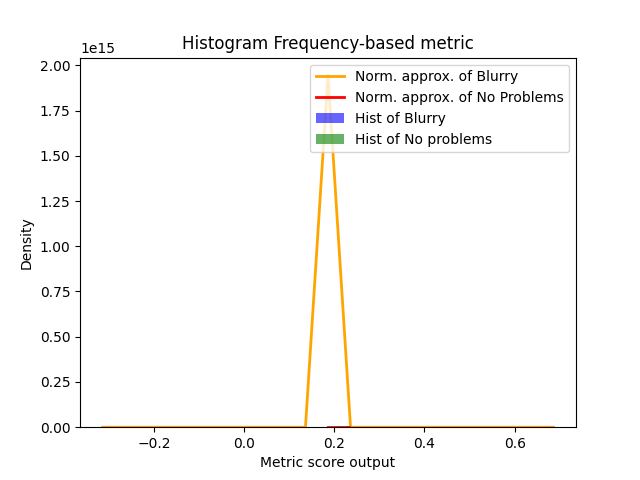 Histogram Frequency-based metric
1e15
2.00
1.75
1.50
1.25
1.00
0.75
0.50
0.25
0.00
Density
Norm. approx. of Blurry
Norm. approx. of No Problems
Hist of Blurry
Hist of No problems
−0.2 0.0 0.2 0.4 0.6
Metric score output